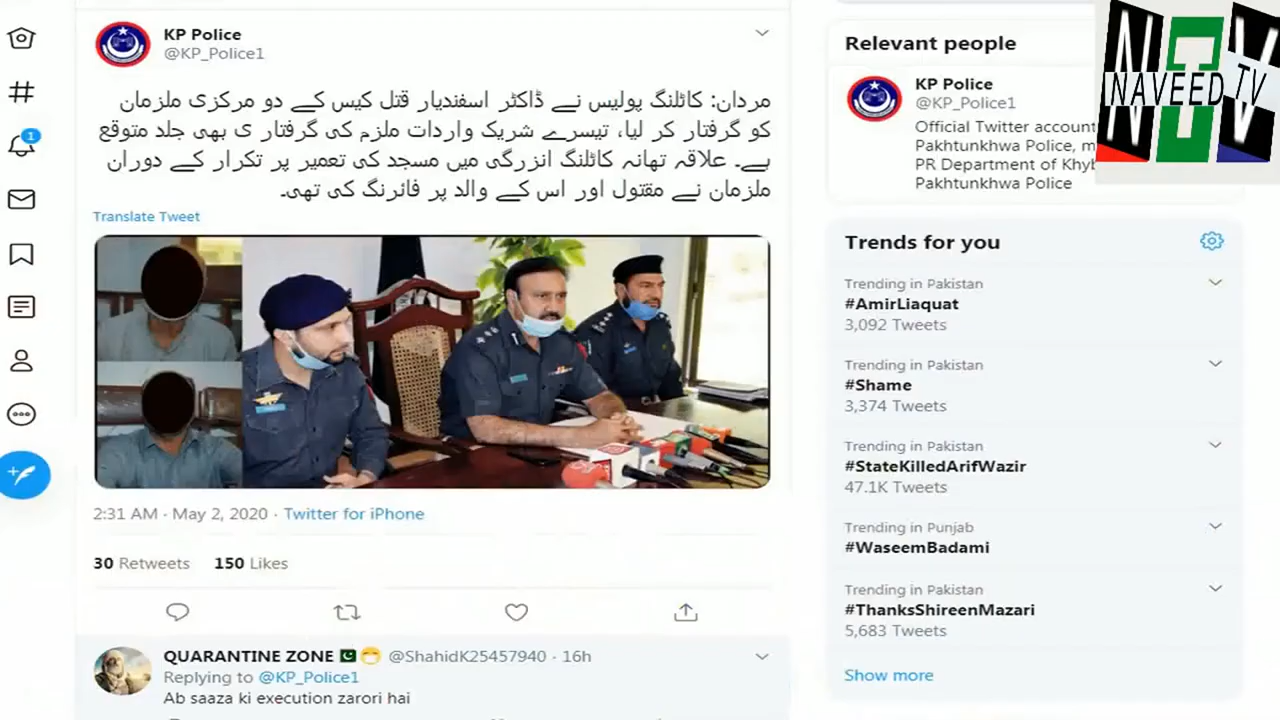 KP Police
@KP_Police1
مردان: کاٹلنگ پولیس نے ڈاکٹر اسفندیار قتل کیس کے دو مرکزی ملزمان
کو گرفتار کر لیا، تیسرے شریک واردات ملزم کی گرفتار ی بھی جلد متوقع
ہے۔ علاقہ تھانہ کاٹلنگ انزرگی میں مسجد کی تعمیر پر تکرار کے دوران
ملزمان نے مقتول اور اس کے والد پر فائرنگ کی تھی۔
Translate Tweet
2:31 AM · May 2, 2020 · Twitter for iPhone
30 Retweets 150 Likes
QUARANTINE ZONE 🇵🇰😷 @ShahidK25457940 · 16h
Replying to @KP_Police1
Ab saaza ki execution zarori hai
1
Relevant people
KP Police
@KP_Police1
Official Twitter account
Pakhtunkhwa Police, m
PR Department of Khyb
Pakhtunkhwa Police
NTV
NAVEED TV
Trends for you
Trending in Pakistan
#AmirLiaquat
3,092 Tweets
Trending in Pakistan
#Shame
3,374 Tweets
Trending in Pakistan
#StateKilledArifWazir
47.1K Tweets
Trending in Punjab
#WaseemBadami
Trending in Pakistan
#ThanksShireenMazari
5,683 Tweets
Show more